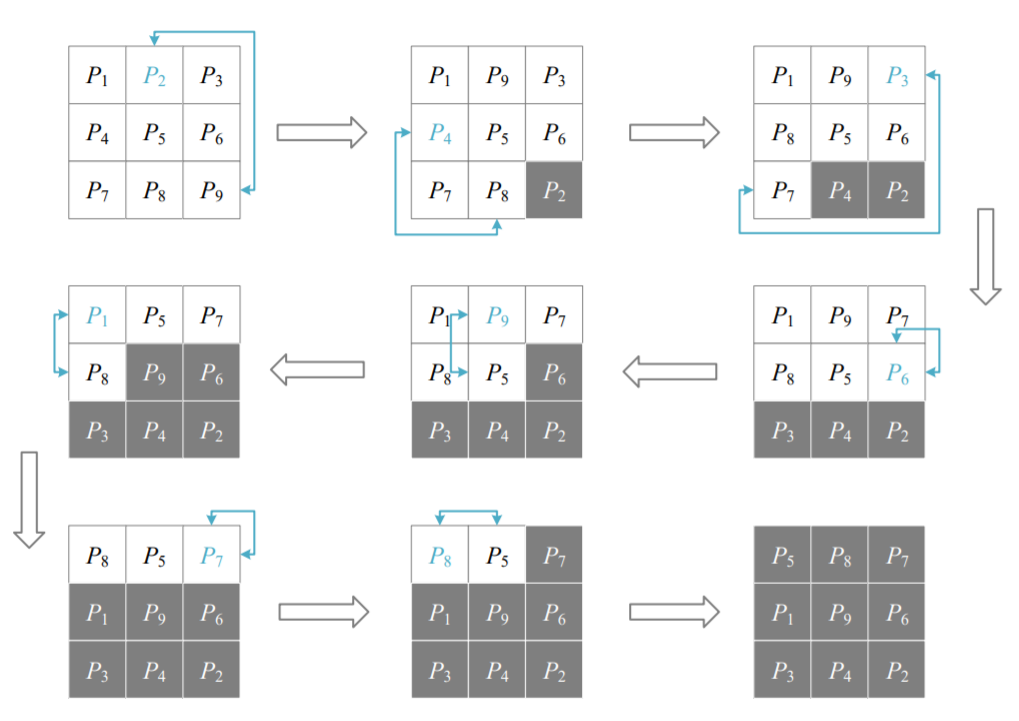 P₁ P₂ P₃
P₄ P₅ P₆
P₇ P₈ P₉
P₁ P₉ P₃
P₄ P₅ P₆
P₇ P₈ P₂
P₁ P₉ P₃
P₈ P₅ P₆
P₇ P₄ P₂
P₁ P₉ P₇
P₈ P₅ P₆
P₃ P₄ P₂
P₁ P₉ P₇
P₈ P₅ P₆
P₃ P₄ P₂
P₁ P₅ P₇
P₈ P₉ P₆
P₃ P₄ P₂
P₈ P₅ P₇
P₁ P₉ P₆
P₃ P₄ P₂
P₈ P₅ P₇
P₁ P₉ P₆
P₃ P₄ P₂
P₅ P₈ P₇
P₁ P₉ P₆
P₃ P₄ P₂